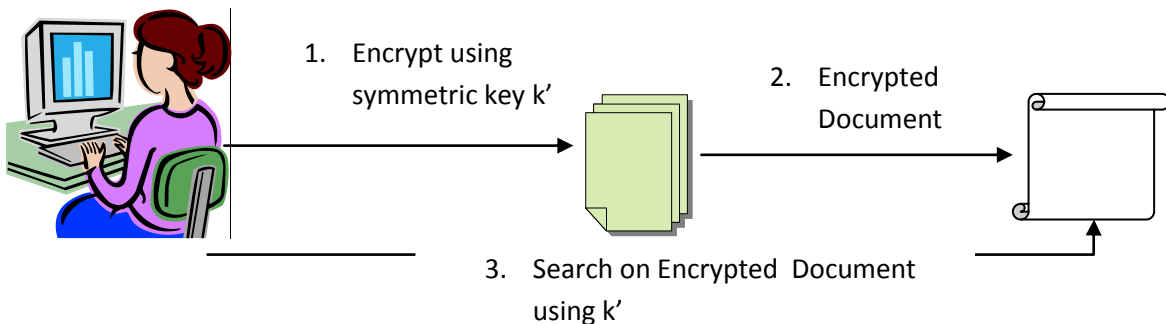 1. Encrypt using
symmetric key k’
2. Encrypted
Document
3. Search on Encrypted Document
using k’